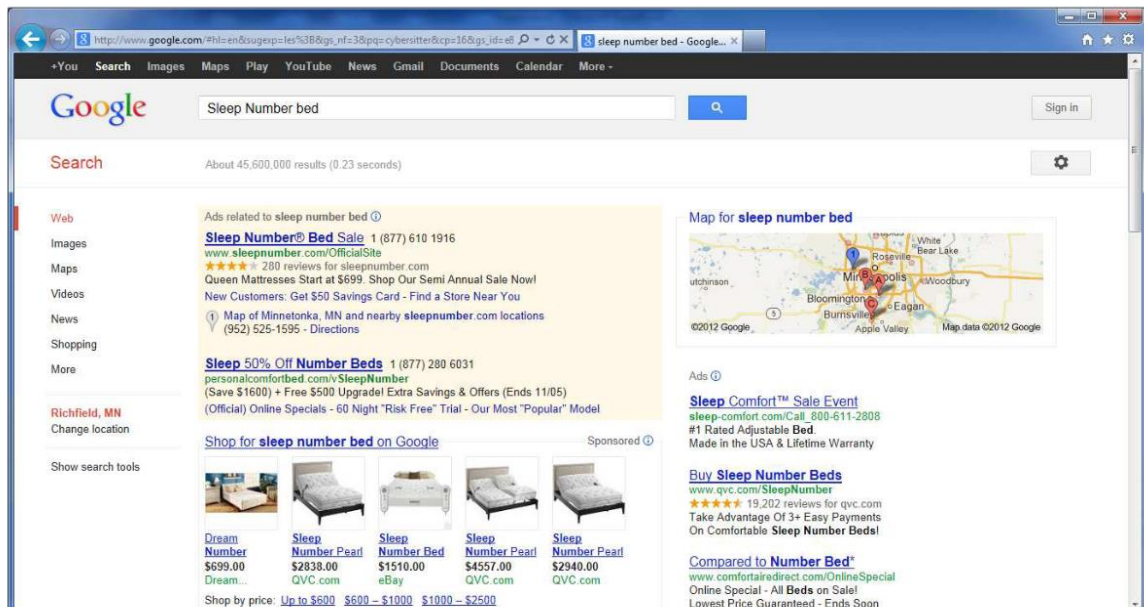 http://www.google.com/#hl=en&sugexp=les%3B&gs_nf=3&pq=cybersitter&cp=16&gs_id=e8
sleep number bed - Google...
+You Search Images Maps Play YouTube News Gmail Documents Calendar More
Google
Sleep Number bed
Sign in
Search
About 45,600,000 results (0.23 seconds)
Web
Images
Maps
Videos
News
Shopping
More
Richfield, MN
Change location
Show search tools
Ads related to sleep number bed
Sleep Number® Bed Sale 1 (877) 610 1916
www.sleepnumber.com/OfficialSite
280 reviews for sleepnumber.com
Queen Mattresses Start at $699. Shop Our Semi Annual Sale Now!
New Customers: Get $50 Savings Card - Find a Store Near You
1 Map of Minnetonka, MN and nearby sleepnumber.com locations
(952) 525-1595 - Directions
Sleep 50% Off Number Beds 1 (877) 280 6031
personalcomfortbed.com/vSleepNumber
(Save $1600) + Free $500 Upgrade! Extra Savings & Offers (Ends 11/05)
(Official) Online Specials - 60 Night "Risk Free" Trial - Our Most "Popular" Model
Shop for sleep number bed on Google
Sponsored
Dream Number
$699.00
Dream...
Sleep Number Pearl
$2838.00
QVC.com
Sleep Number Bed
$1510.00
eBay
Sleep Number Pearl
$4557.00
QVC.com
Sleep Number Pearl
$2940.00
QVC.com
Shop by price: Up to $600 $600 – $1000 $1000 – $2500
Map for sleep number bed
White
Bear Lake
Roseville
1
utchinson
B
A
Woodbury
Bloomington
Eagan
C
5
Burnsville
Apple Valley
©2012 Google
Map data ©2012 Google
Ads
Sleep Comfort™ Sale Event
sleep-comfort.com/Call_800-611-2808
#1 Rated Adjustable Bed.
Made in the USA & Lifetime Warranty
Buy Sleep Number Beds
www.qvc.com/SleepNumber
19,202 reviews for qvc.com
Take Advantage Of 3+ Easy Payments
On Comfortable Sleep Number Beds!
Compared to Number Bed*
www.comfortairedirect.com/OnlineSpecial
Online Special - All Beds on Sale!
Lowest Price Guaranteed - Ends Soon